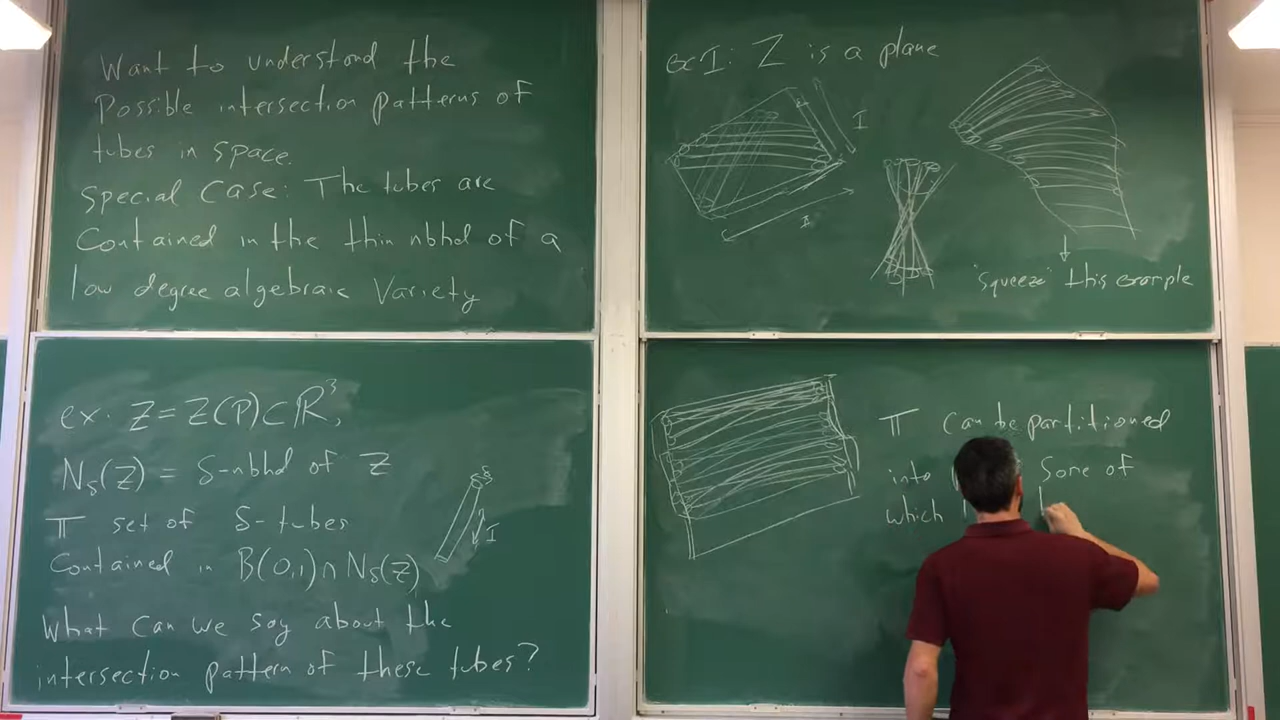 Want to understand the
Possible intersection patterns of
tubes in space.
Special Case: The tubes are
Contained in the thin nbhd of a
low degree algebraic Variety
ex. Z = Z(P) ⊂ ℝ³,
N_δ(Z) = δ-nbhd of Z
𝕋 set of δ-tubes
Contained in B(0,1) ∩ N_δ(Z)
δ
1
What can we say about the
intersection pattern of these tubes?
ex 1: Z is a plane
1
1
"squeeze" this example
𝕋 can be partitioned
into
Some of
which